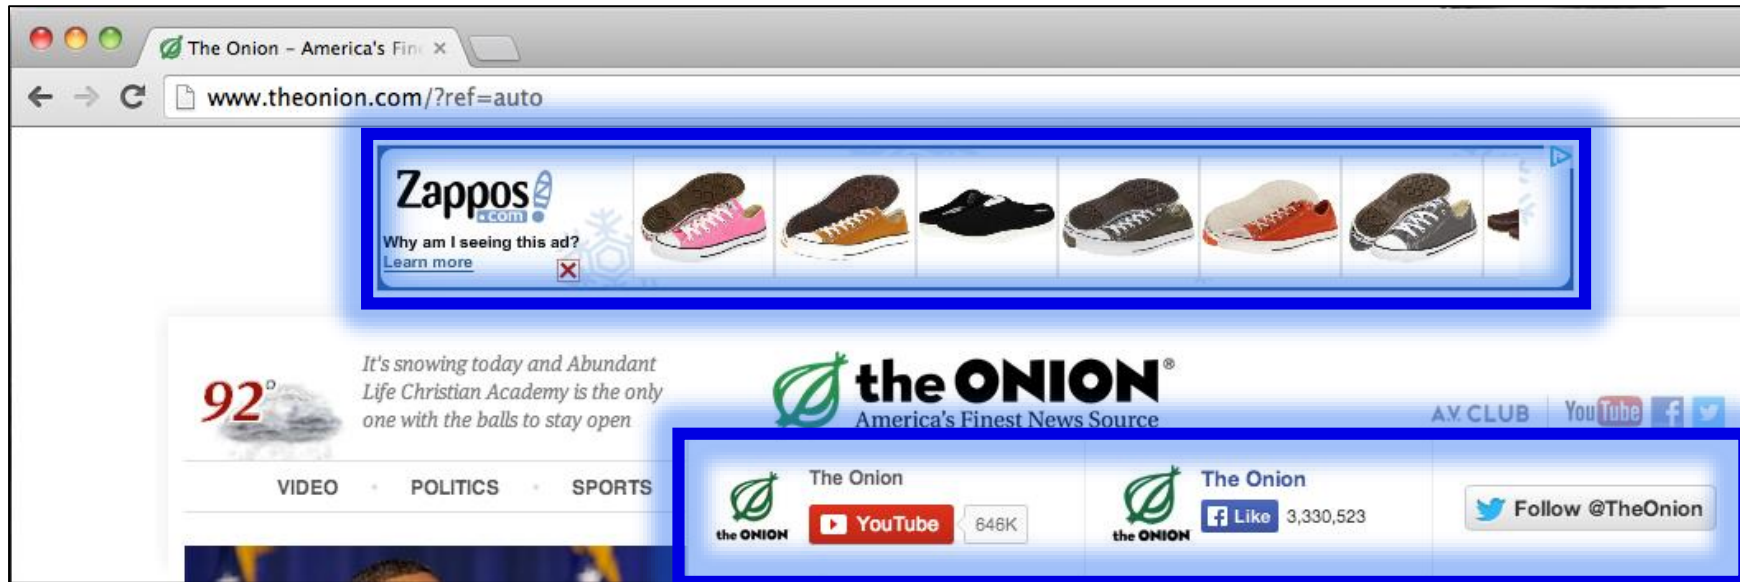 The Onion - America's Fin
www.theonion.com/?ref=auto
Zappos
.com
Why am I seeing this ad?
Learn more
92°
It's snowing today and Abundant
Life Christian Academy is the only
one with the balls to stay open
the ONION®
America's Finest News Source
A.V. CLUB
YouTube
VIDEO
POLITICS
SPORTS
the ONION
The Onion
YouTube
646K
the ONION
The Onion
Like
3,330,523
Follow @TheOnion